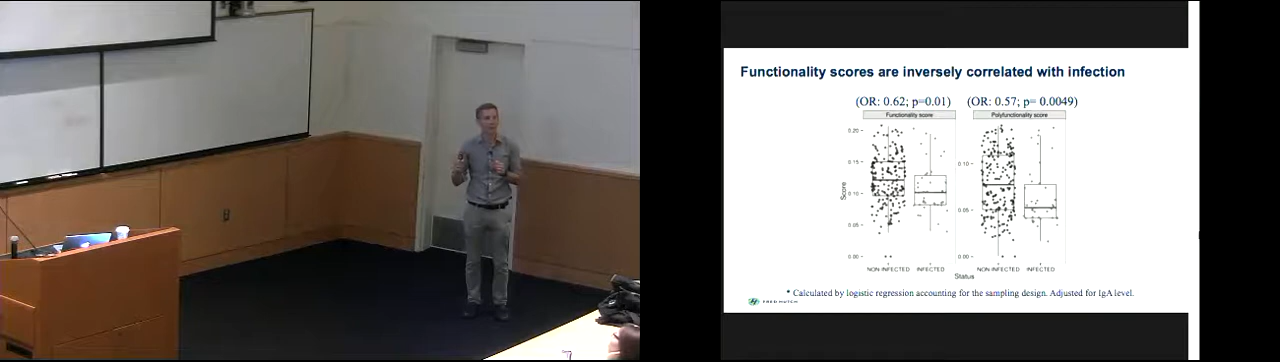 Functionality scores are inversely correlated with infection
(OR: 0.62; p=0.01) (OR: 0.57; p= 0.0049)
Functionality score Polyfunctionality score
0.20
0.15
0.10
0.05
0.00
Score
0.10
0.05
0.00
NON INFECTED INFECTED NON INFECTED INFECTED
Status
* Calculated by logistic regression accounting for the sampling design. Adjusted for IgA level.
FRED HUTCH